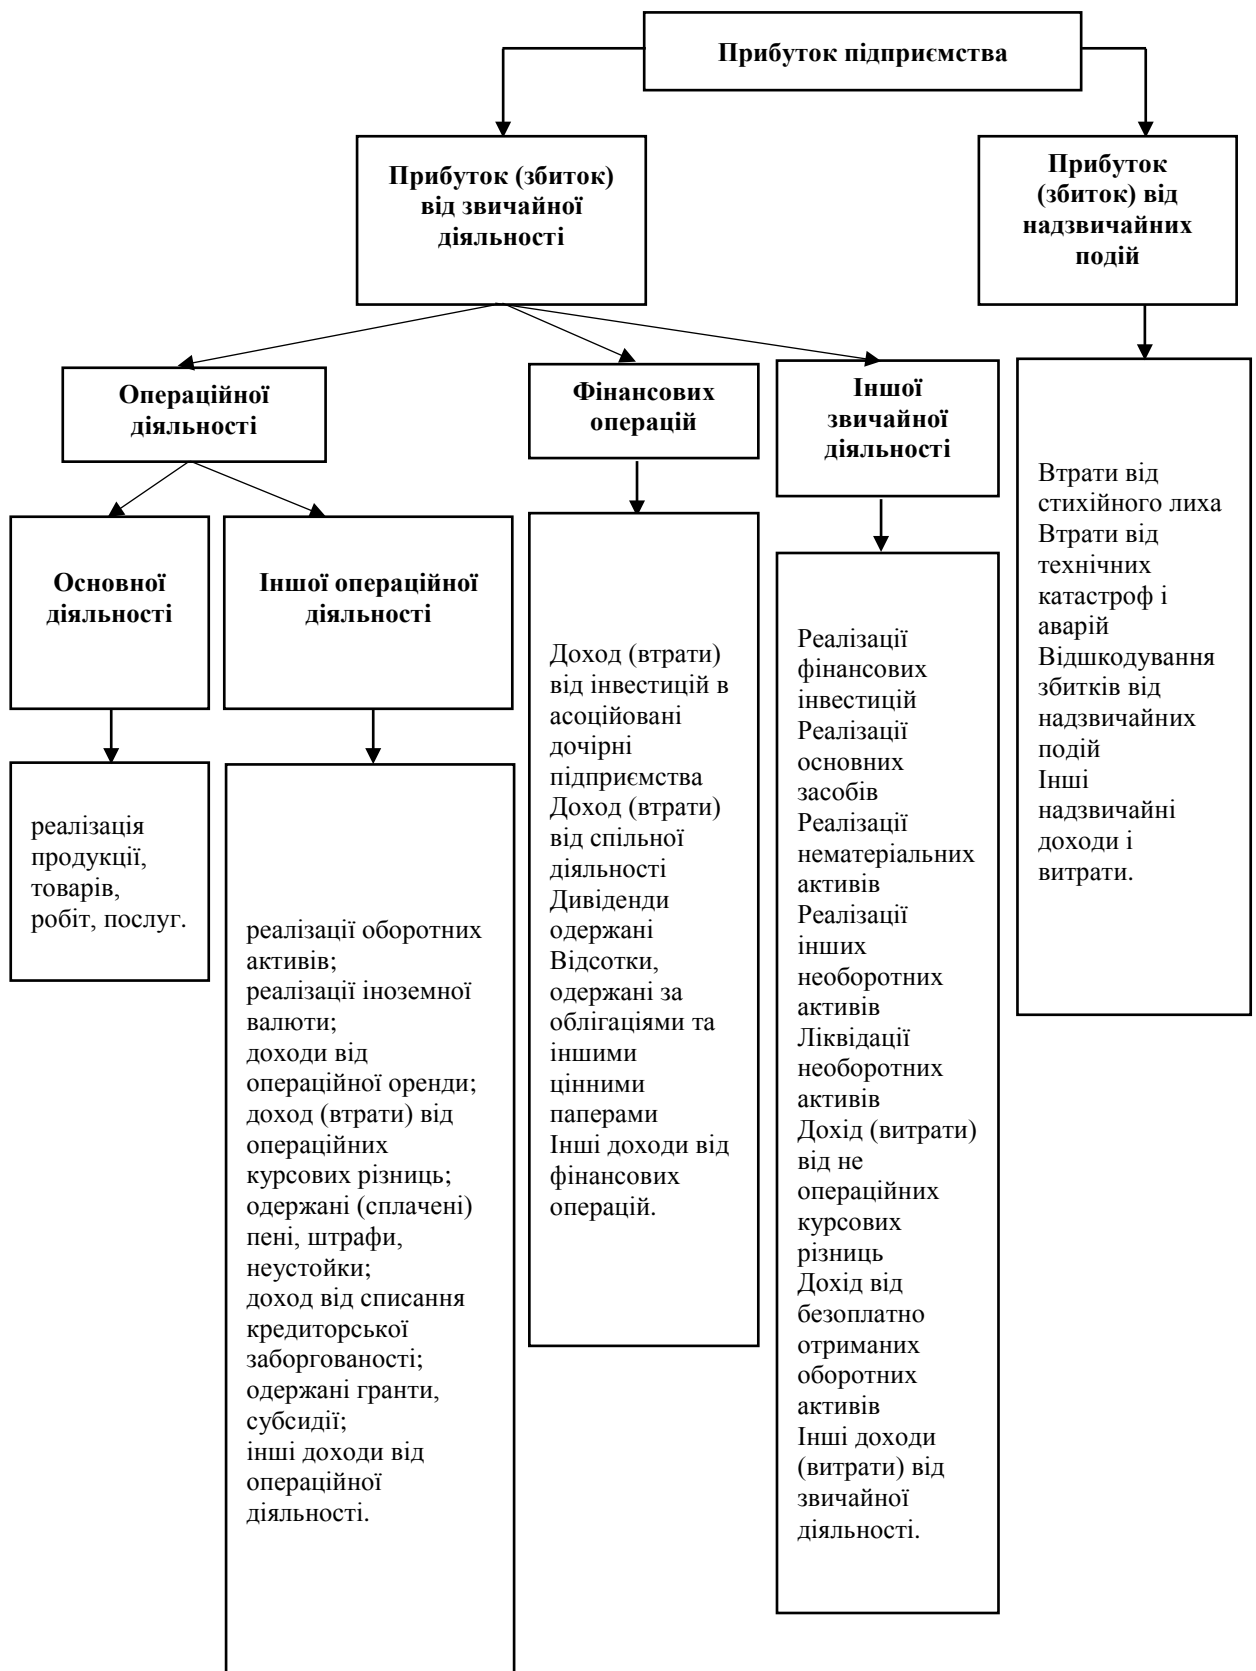 Прибуток підприємства
Прибуток (збиток)
від звичайної
діяльності
Прибуток
(збиток) від
надзвичайних
подій
Операційної
діяльності
Фінансових
операцій
Іншої
звичайної
діяльності
Основної
діяльності
Іншої операційної
діяльності
реалізація
продукції,
товарів,
робіт, послуг.
реалізації оборотних
активів;
реалізації іноземної
валюти;
доходи від
операційної оренди;
доход (втрати) від
операційних
курсових різниць;
одержані (сплачені)
пені, штрафи,
неустойки;
доход від списання
кредиторської
заборгованості;
одержані гранти,
субсидії;
інші доходи від
операційної
діяльності.
Доход (втрати)
від інвестицій в
асоційовані
дочірні
підприємства
Доход (втрати)
від спільної
діяльності
Дивіденди
одержані
Відсотки,
одержані за
облігаціями та
іншими
цінними
паперами
Інші доходи від
фінансових
операцій.
Реалізації
фінансових
інвестицій
Реалізації
основних
засобів
Реалізації
нематеріальних
активів
Реалізації
інших
необоротних
активів
Ліквідації
необоротних
активів
Дохід (витрати)
від не
операційних
курсових
різниць
Дохід від
безоплатно
отриманих
оборотних
активів
Інші доходи
(витрати) від
звичайної
діяльності.
Втрати від
стихійного лиха
Втрати від
технічних
катастроф і
аварій
Відшкодування
збитків від
надзвичайних
подій
Інші
надзвичайні
доходи і
витрати.